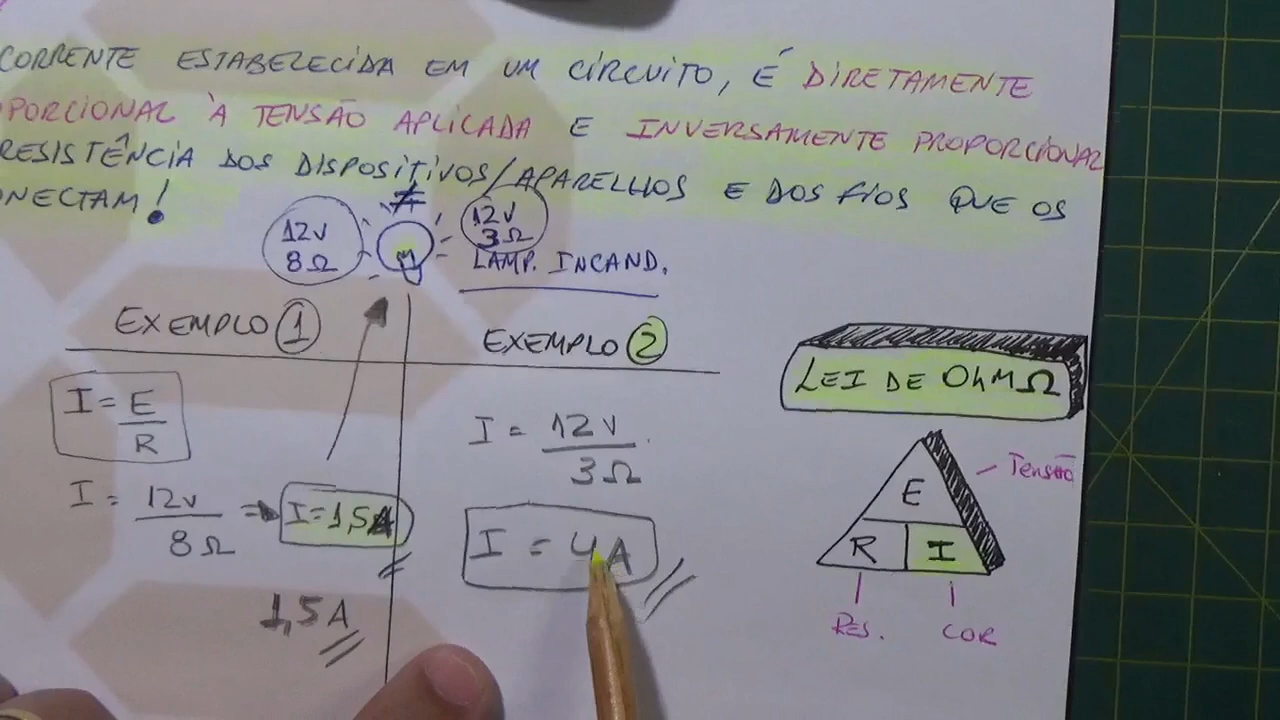 CORRENTE ESTABELECIDA EM UM CIRCUITO, É DIRETAMENTE
PORCIONAL À TENSÃO APLICADA E INVERSAMENTE PROPORCIONAL
RESISTÊNCIA DOS DISPOSITIVOS/APARELHOS E DOS FIOS QUE OS
NECTAM!
12V
8Ω
12V
3Ω
LAMP. INCAND.
EXEMPLO 1
EXEMPLO 2
I = E
R
I = 12V
8Ω
I=1,5A
1,5A
I = 12V
3Ω
I = 4A
LEI DE OhMΩ
E
Tensão
R
I
RES.
COR